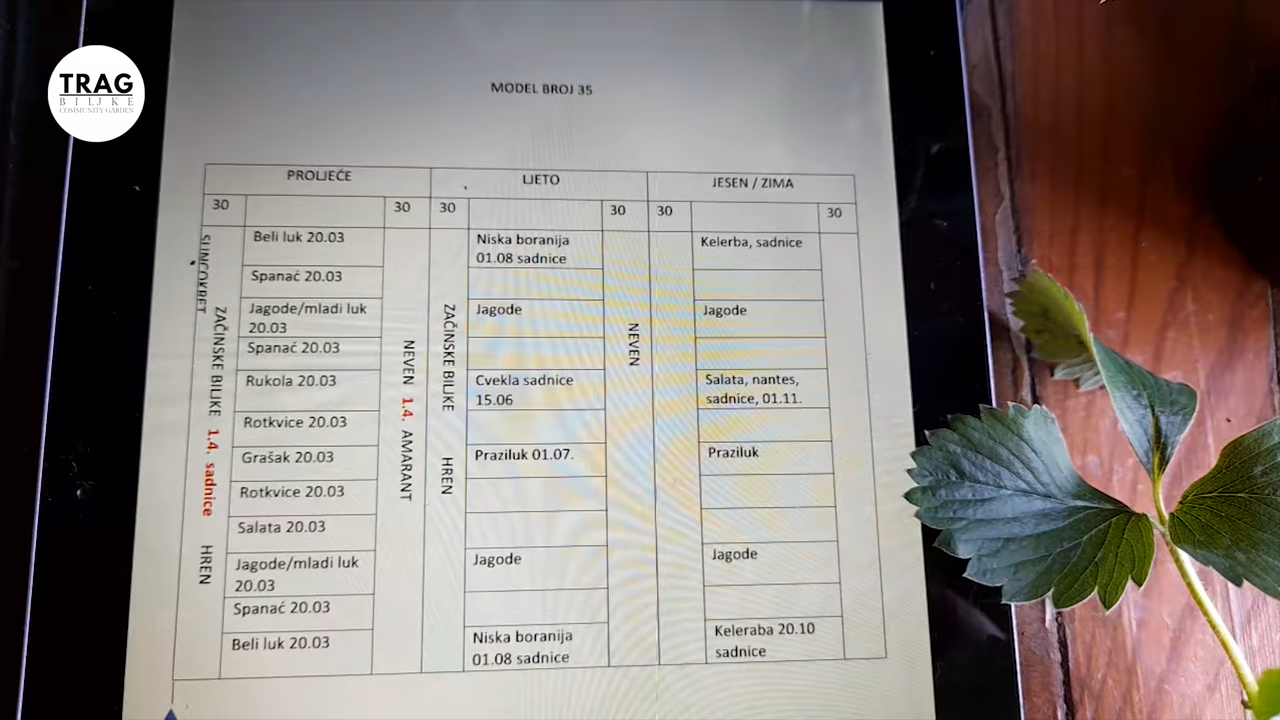 TRAG
BILJKE
COMMUNITY GARDEN
MODEL BROJ 35
PROLJEĆE
LJETO
JESEN / ZIMA
30
30
30
30
30
30
SUNCOKRET
ZAČINSKE BILJKE 1.4. sadnice HREN
Beli luk 20.03
Spanać 20.03
Jagode/mladi luk
20.03
Spanać 20.03
Rukola 20.03
Rotkvice 20.03
Grašak 20.03
Rotkvice 20.03
Salata 20.03
Jagode/mladi luk
20.03
Spanać 20.03
Beli luk 20.03
NEVEN 1.4. AMARANT
ZAČINSKE BILJKE HREN
Niska boranija
01.08 sadnice
Jagode
Cvekla sadnice
15.06
Praziluk 01.07.
Jagode
Niska boranija
01.08 sadnice
NEVEN
Kelerba, sadnice
Jagode
Salata, nantes,
sadnice, 01.11.
Praziluk
Jagode
Keleraba 20.10
sadnice